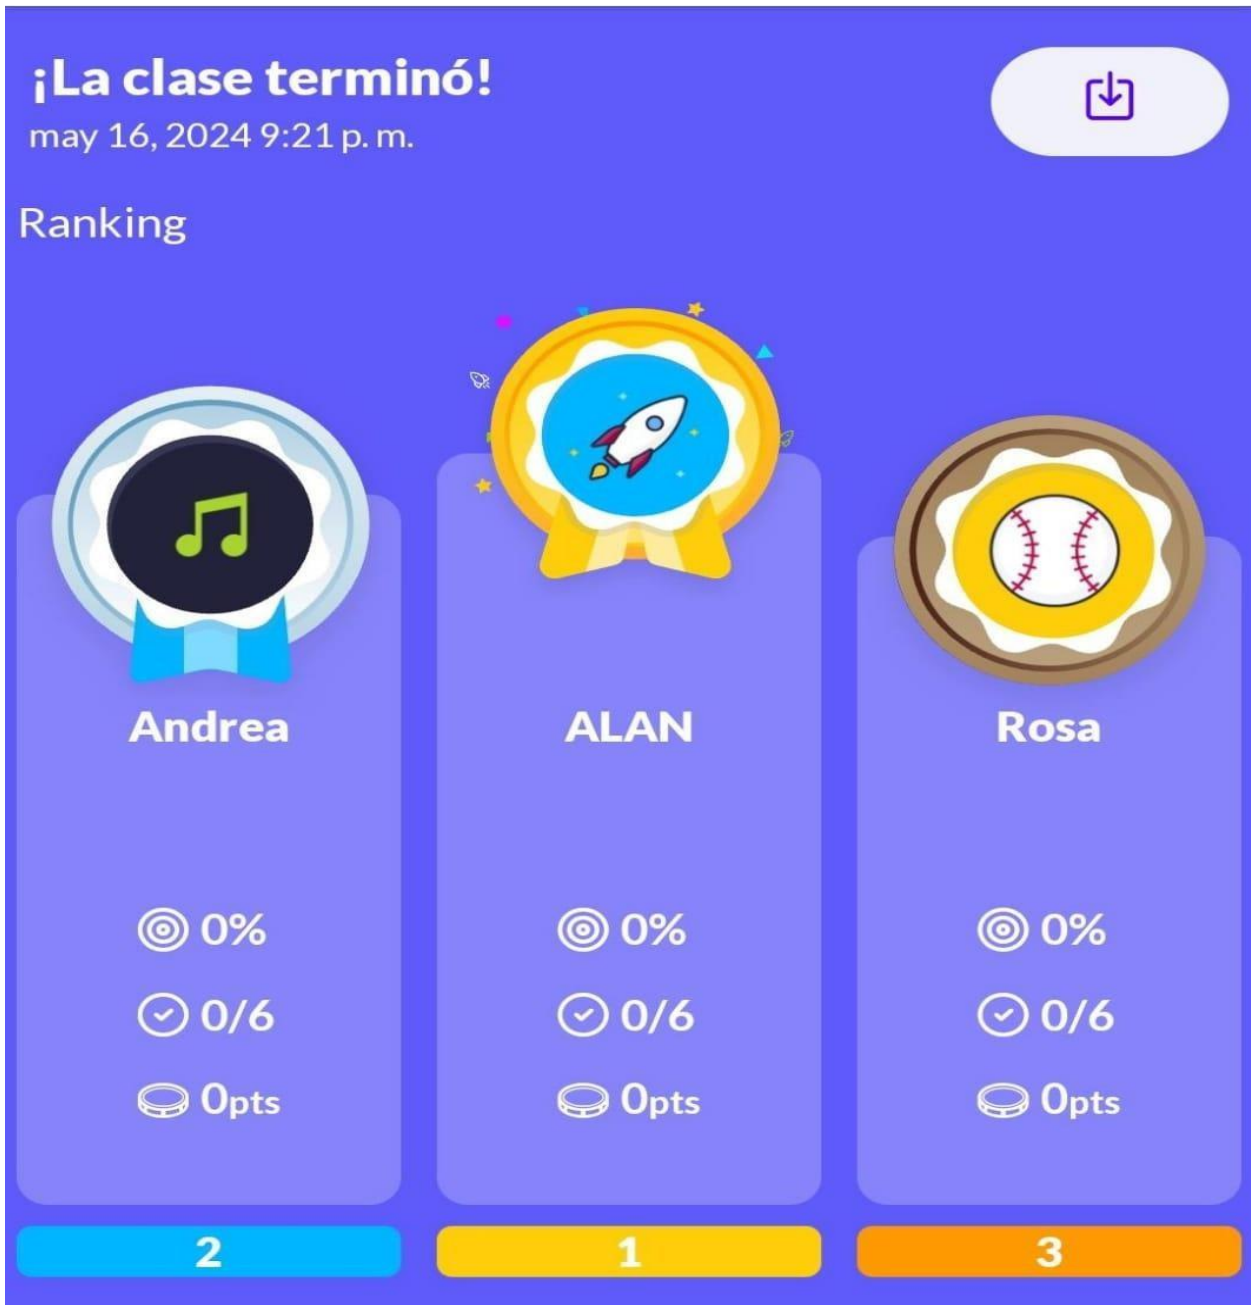 ¡La clase terminó!
may 16, 2024 9:21 p. m.
Ranking
Andrea
ALAN
Rosa
0%
0%
0%
0/6
0/6
0/6
0pts
0pts
0pts
2
1
3